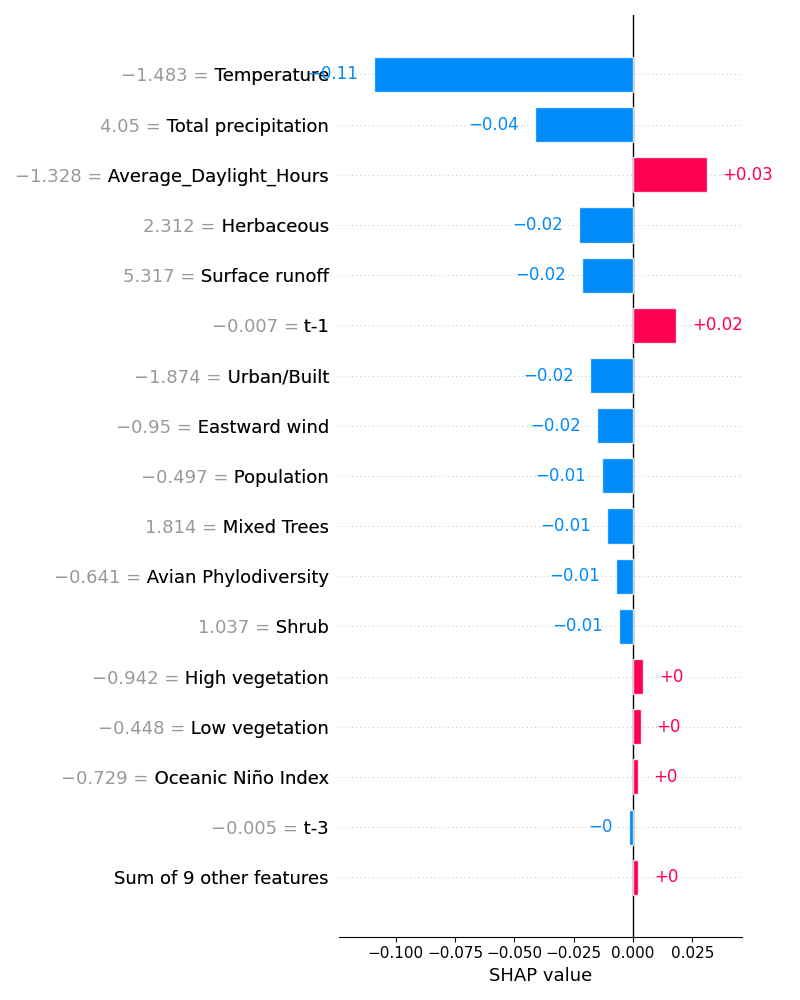 −1.483 = Temperature −0.11
4.05 = Total precipitation −0.04
−1.328 = Average_Daylight_Hours +0.03
2.312 = Herbaceous −0.02
5.317 = Surface runoff −0.02
−0.007 = t-1 +0.02
−1.874 = Urban/Built −0.02
−0.95 = Eastward wind −0.02
−0.497 = Population −0.01
1.814 = Mixed Trees −0.01
−0.641 = Avian Phylodiversity −0.01
1.037 = Shrub −0.01
−0.942 = High vegetation +0
−0.448 = Low vegetation +0
−0.729 = Oceanic Niño Index +0
−0.005 = t-3 −0
Sum of 9 other features +0
−0.100 −0.075 −0.050 −0.025 0.000 0.025
SHAP value